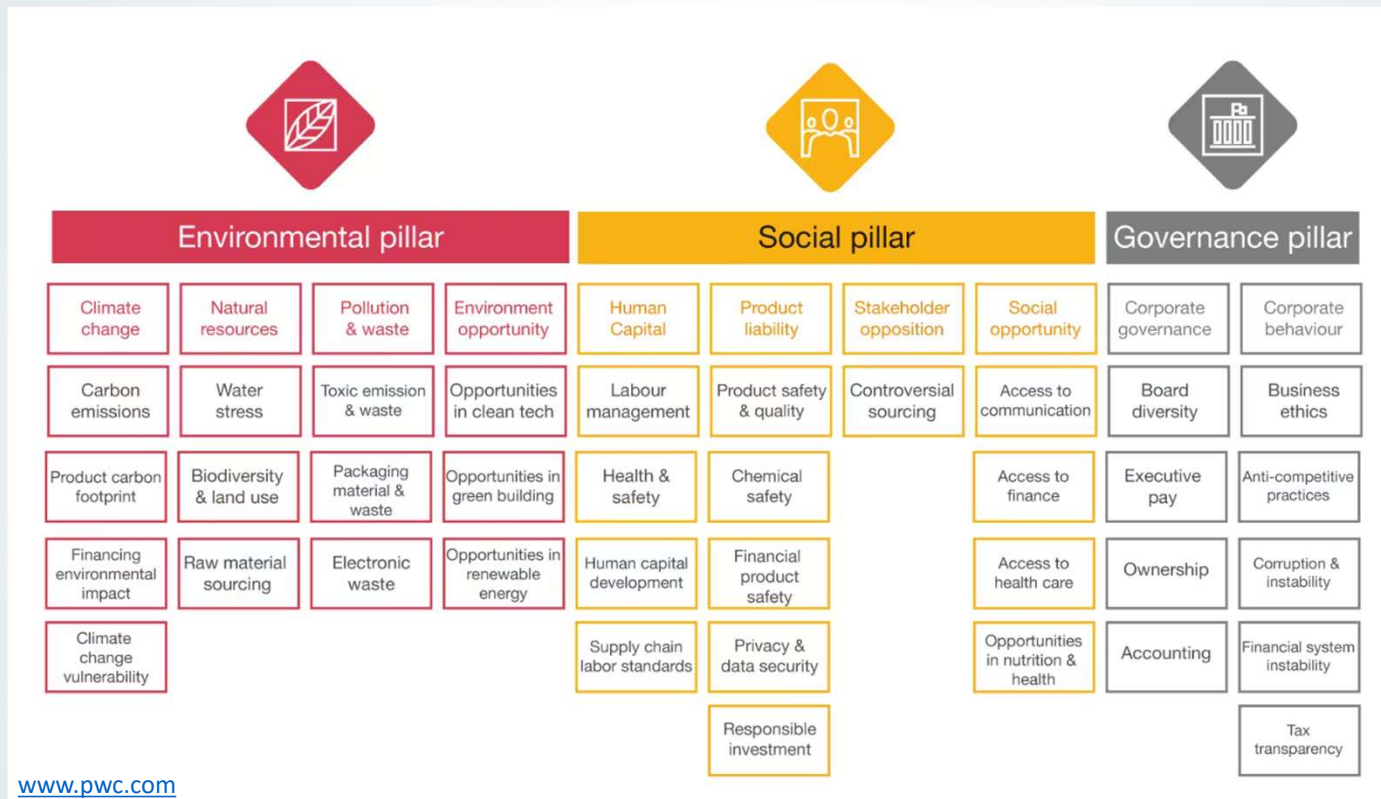 Environmental pillar
Social pillar
Governance pillar
Climate
change
Natural
resources
Pollution
& waste
Environment
opportunity
Human
Capital
Product
liability
Stakeholder
opposition
Social
opportunity
Corporate
governance
Corporate
behaviour
Carbon
emissions
Water
stress
Toxic emission
& waste
Opportunities
in clean tech
Labour
management
Product safety
& quality
Controversial
sourcing
Access to
communication
Board
diversity
Business
ethics
Product carbon
footprint
Biodiversity
& land use
Packaging
material &
waste
Opportunities in
green building
Health &
safety
Chemical
safety
Access to
finance
Executive
pay
Anti-competitive
practices
Financing
environmental
impact
Raw material
sourcing
Electronic
waste
Opportunities in
renewable
energy
Human capital
development
Financial
product
safety
Access to
health care
Ownership
Corruption &
instability
Climate
change
vulnerability
Supply chain
labor standards
Privacy &
data security
Opportunities
in nutrition &
health
Accounting
Financial system
instability
Responsible
investment
Tax
transparency
www.pwc.com